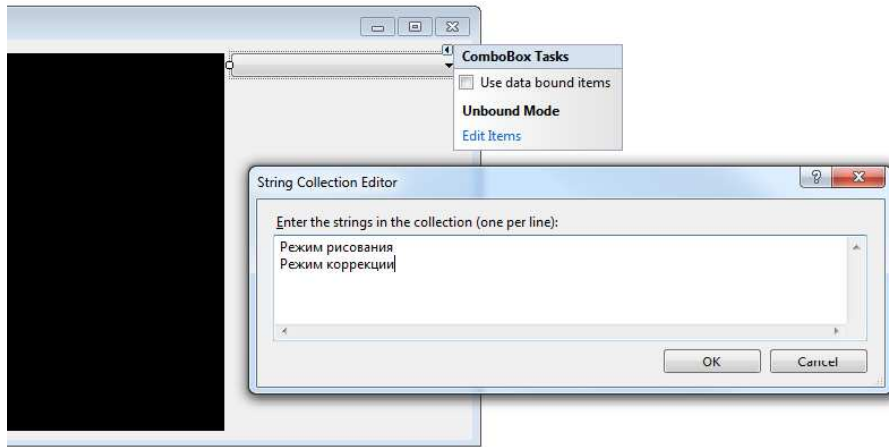 ComboBox Tasks
Use data bound items
Unbound Mode
Edit Items
String Collection Editor
Enter the strings in the collection (one per line):
Режим рисования
Режим коррекции
OK
Cancel